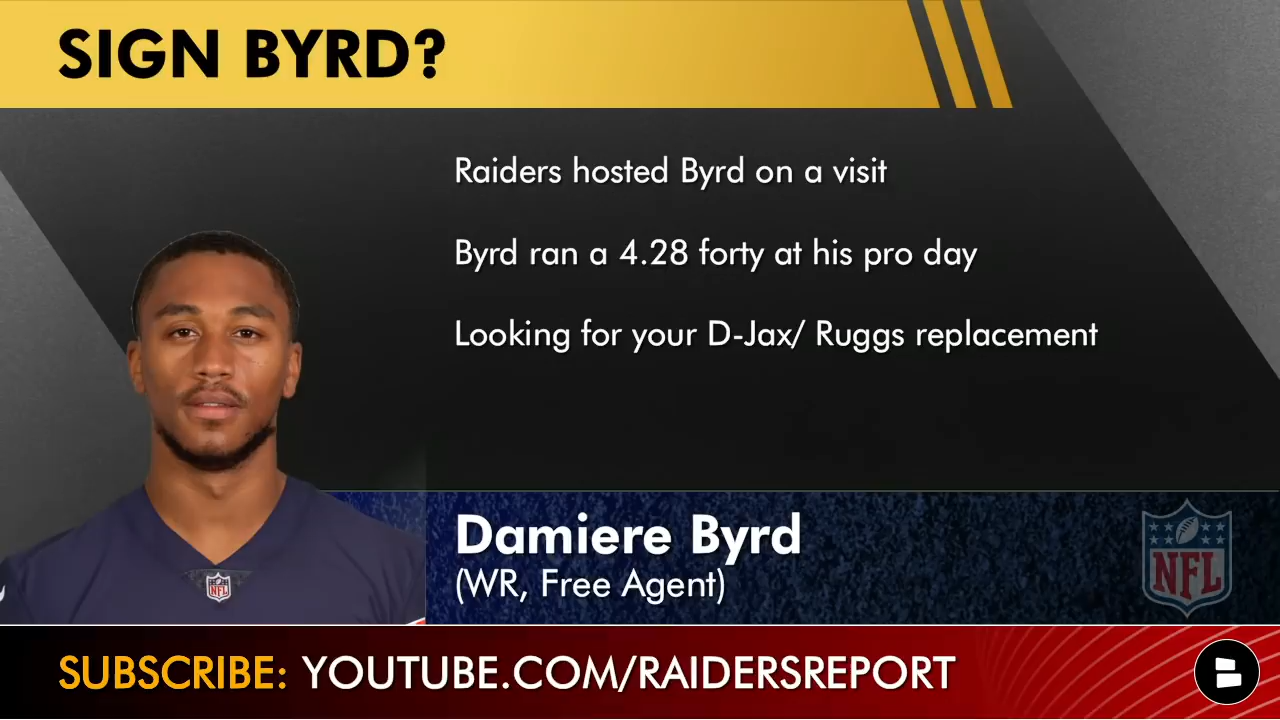 SIGN BYRD?
Raiders hosted Byrd on a visit
Byrd ran a 4.28 forty at his pro day
Looking for your D-Jax/ Ruggs replacement
NFL
Damiere Byrd
(WR, Free Agent)
NFL
SUBSCRIBE: YOUTUBE.COM/RAIDERSREPORT